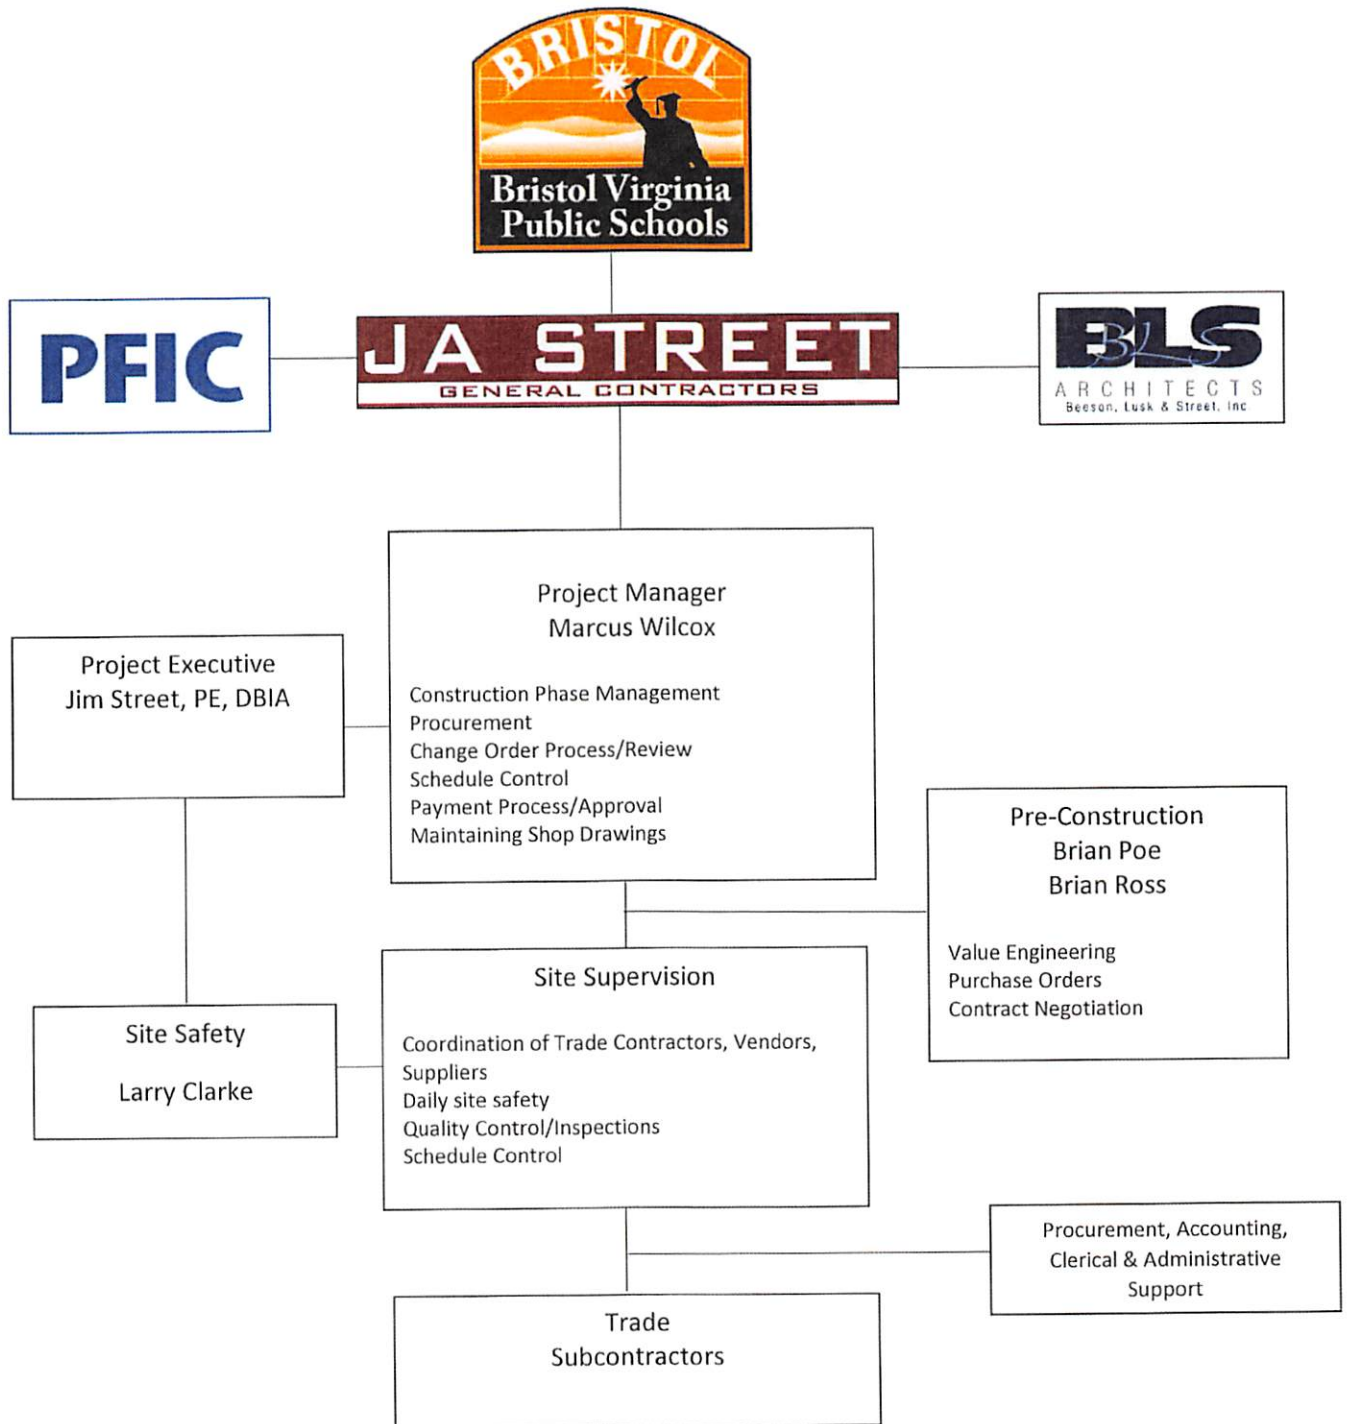 BRISTOL
Bristol Virginia
Public Schools
PFIC
JA STREET
GENERAL CONTRACTORS
BLS
BLS
ARCHITECTS
Beeson, Lusk & Street, Inc
Project Manager
Marcus Wilcox
Construction Phase Management
Procurement
Change Order Process/Review
Schedule Control
Payment Process/Approval
Maintaining Shop Drawings
Project Executive
Jim Street, PE, DBIA
Pre-Construction
Brian Poe
Brian Ross
Value Engineering
Purchase Orders
Contract Negotiation
Site Supervision
Coordination of Trade Contractors, Vendors,
Suppliers
Daily site safety
Quality Control/Inspections
Schedule Control
Site Safety
Larry Clarke
Procurement, Accounting,
Clerical & Administrative
Support
Trade
Subcontractors